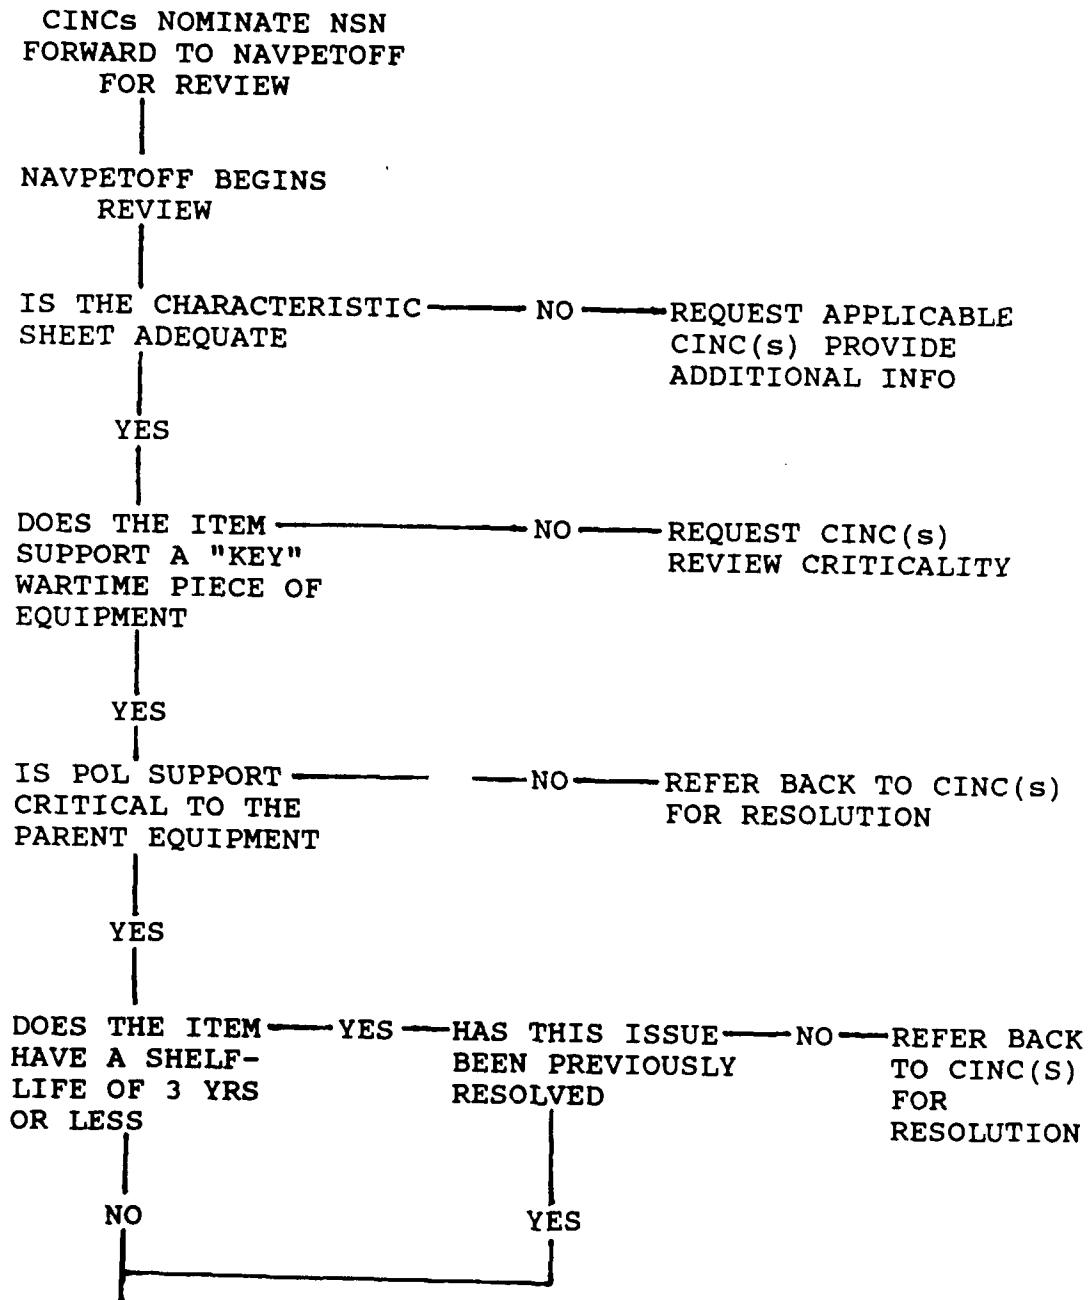 CINCs NOMINATE NSN
FORWARD TO NAVPETOFF
FOR REVIEW
NAVPETOFF BEGINS
REVIEW
IS THE CHARACTERISTIC
SHEET ADEQUATE
NO
REQUEST APPLICABLE
CINC(s) PROVIDE
ADDITIONAL INFO
YES
DOES THE ITEM
SUPPORT A "KEY"
WARTIME PIECE OF
EQUIPMENT
NO
REQUEST CINC(s)
REVIEW CRITICALITY
YES
IS POL SUPPORT
CRITICAL TO THE
PARENT EQUIPMENT
NO
REFER BACK TO CINC(s)
FOR RESOLUTION
YES
DOES THE ITEM
HAVE A SHELF-
LIFE OF 3 YRS
OR LESS
YES
HAS THIS ISSUE
BEEN PREVIOUSLY
RESOLVED
NO
REFER BACK
TO CINC(S)
FOR
RESOLUTION
NO
YES